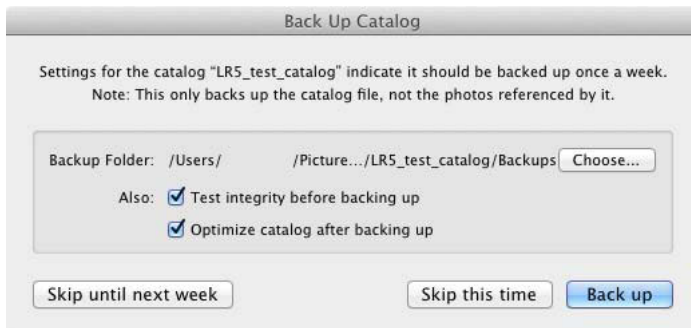 Back Up Catalog
Settings for the catalog “LR5_test_catalog” indicate it should be backed up once a week.
Note: This only backs up the catalog file, not the photos referenced by it.
Backup Folder: /Users/ /Picture.../LR5_test_catalog/Backups Choose...
Also: Test integrity before backing up
Optimize catalog after backing up
Skip until next week Skip this time Back up